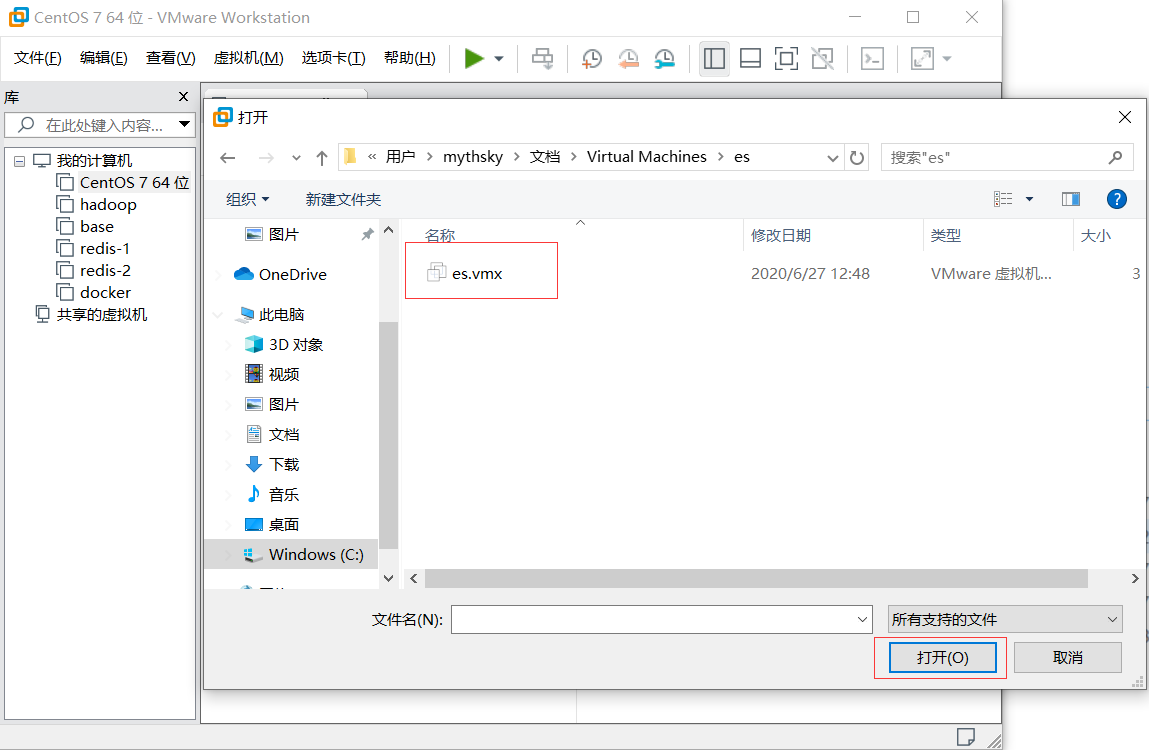 CentOS 7 64 位 - VMware Workstation
文件(F) 编辑(E) 查看(V) 虚拟机(M) 选项卡(T) 帮助(H)
库
在此处键入内容...
我的计算机
CentOS 7 64 位
hadoop
base
redis-1
redis-2
docker
共享的虚拟机
打开
« 用户 > mythsky > 文档 > Virtual Machines > es
搜索"es"
组织 新建文件夹
图片
OneDrive
此电脑
3D 对象
视频
图片
文档
下载
音乐
桌面
Windows (C:)
名称 修改日期 类型 大小
es.vmx 2020/6/27 12:48 VMware 虚拟机... 3
文件名(N): 所有支持的文件
打开(O) 取消